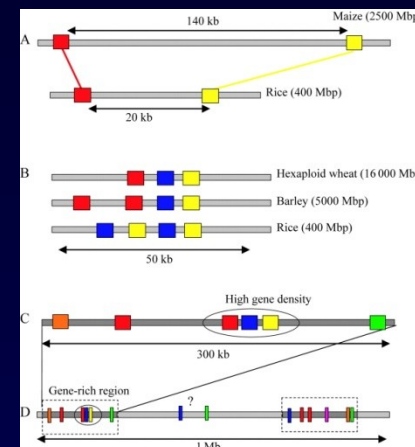 Maize (2500 Mbp)
A
140 kb
Rice (400 Mbp)
20 kb
B
Hexaploid wheat (16 000 Mb
Barley (5000 Mbp)
Rice (400 Mbp)
50 kb
High gene density
C
300 kb
Gene-rich region
?
D
1 Mb